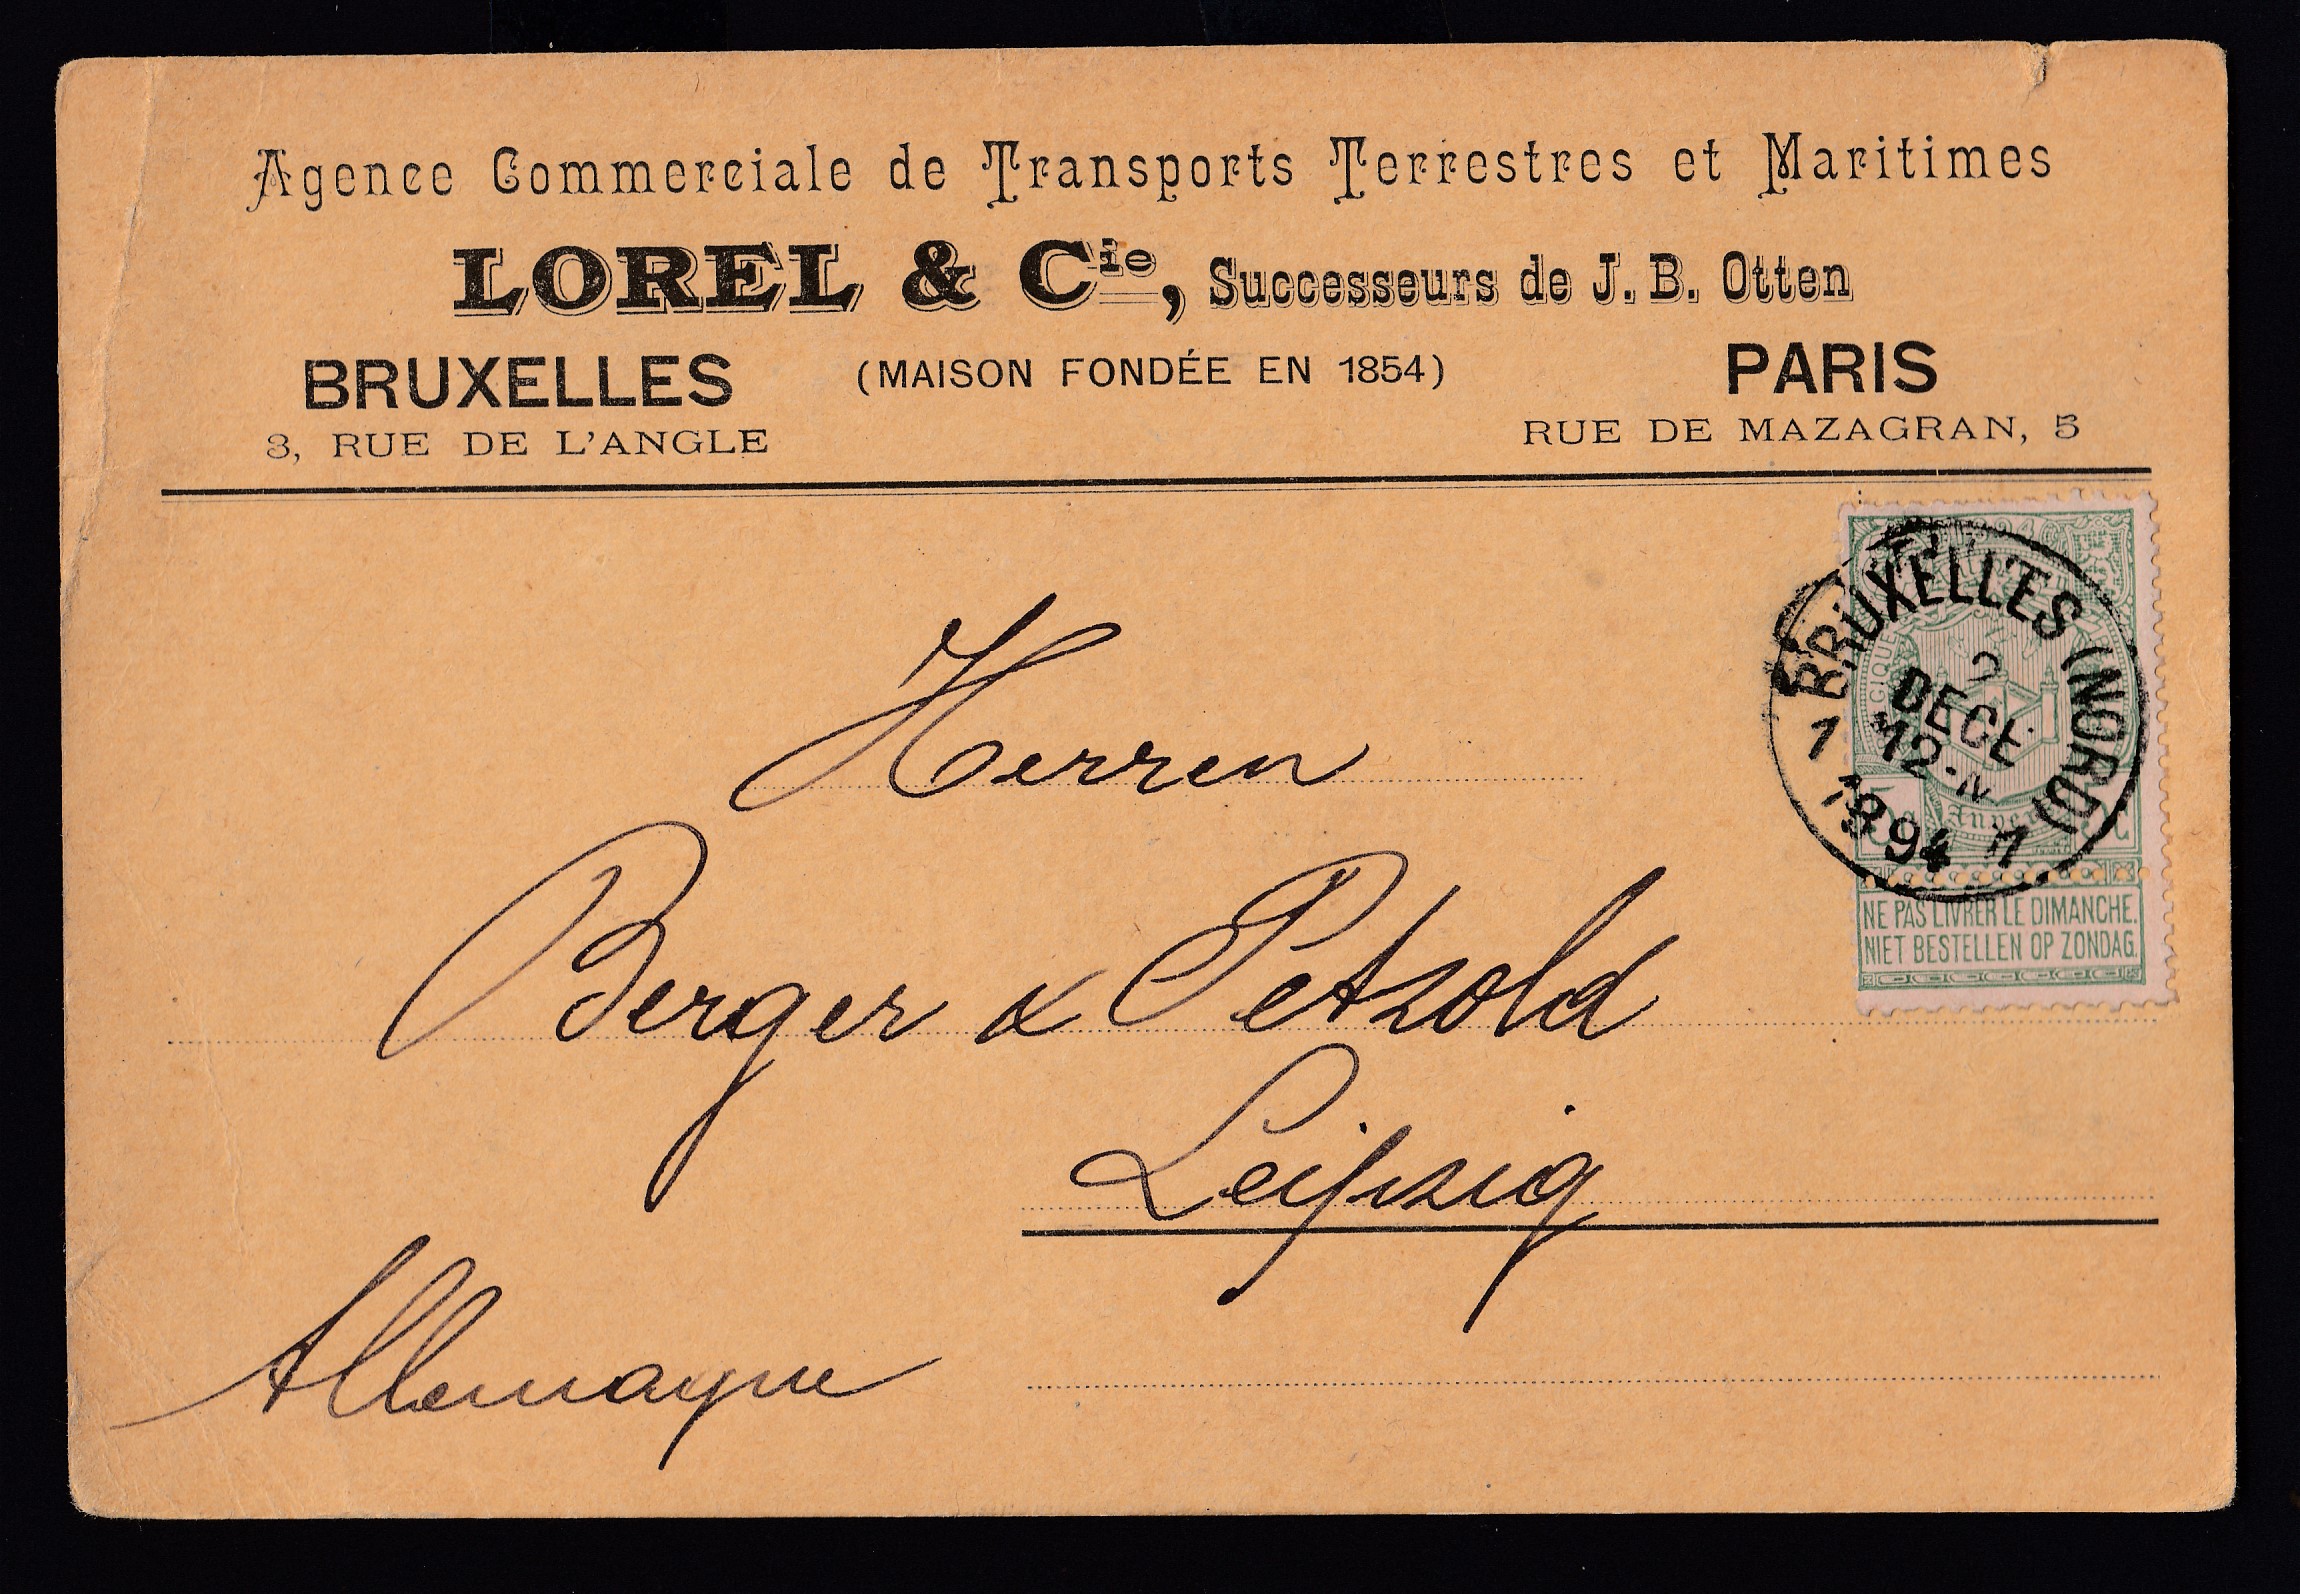 Agence Commerciale de Transports Terrestres et Maritimes
LOREL & Cie, Successeurs de J. B. Otten
BRUXELLES (MAISON FONDÉE EN 1854) PARIS
3, RUE DE L'ANGLE RUE DE MAZAGRAN, 5
BRUXELLES (NORD)
DECE
12-N
1894
NE PAS LIVRER LE DIMANCHE.
NIET BESTELLEN OP ZONDAG.
Herren
Berger & Petzold
Leipzig
Allemagne